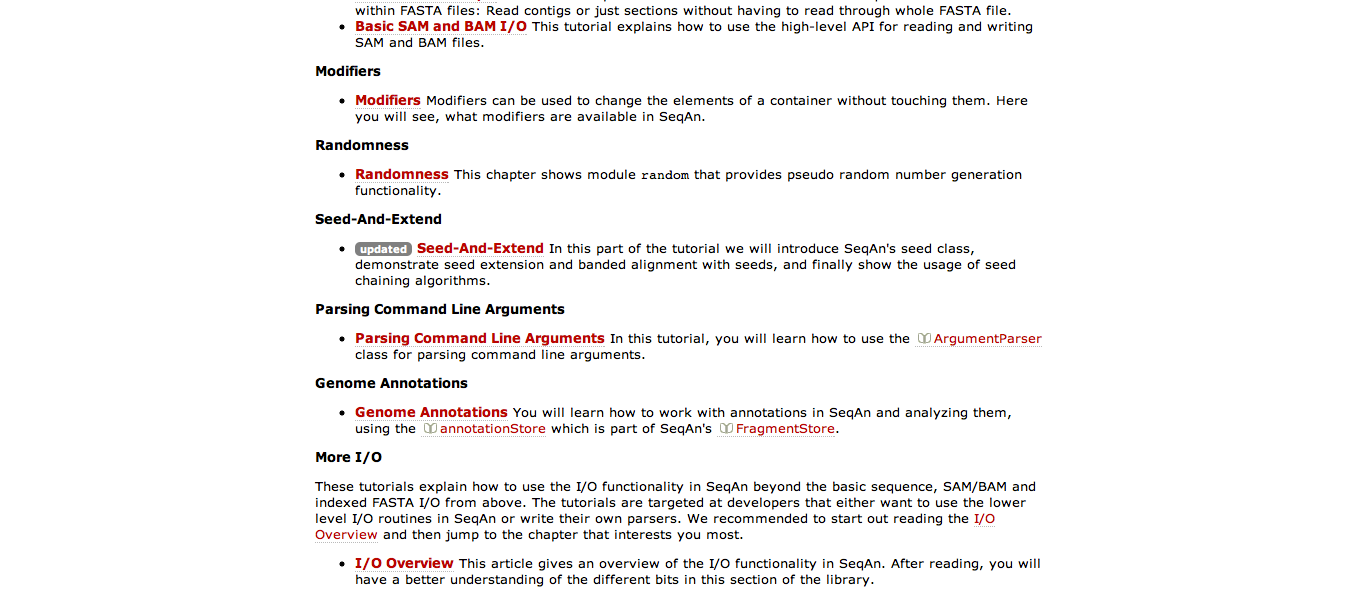 within FASTA files: Read contigs or just sections without having to read through whole FASTA file.
Basic SAM and BAM I/O This tutorial explains how to use the high-level API for reading and writing
SAM and BAM files.
Modifiers
Modifiers Modifiers can be used to change the elements of a container without touching them. Here
you will see, what modifiers are available in SeqAn.
Randomness
Randomness This chapter shows module random that provides pseudo random number generation
functionality.
Seed-And-Extend
updated Seed-And-Extend In this part of the tutorial we will introduce SeqAn's seed class,
demonstrate seed extension and banded alignment with seeds, and finally show the usage of seed
chaining algorithms.
Parsing Command Line Arguments
Parsing Command Line Arguments In this tutorial, you will learn how to use the ArgumentParser
class for parsing command line arguments.
Genome Annotations
Genome Annotations You will learn how to work with annotations in SeqAn and analyzing them,
using the annotationStore which is part of SeqAn's FragmentStore.
More I/O
These tutorials explain how to use the I/O functionality in SeqAn beyond the basic sequence, SAM/BAM and
indexed FASTA I/O from above. The tutorials are targeted at developers that either want to use the lower
level I/O routines in SeqAn or write their own parsers. We recommended to start out reading the I/O
Overview and then jump to the chapter that interests you most.
I/O Overview This article gives an overview of the I/O functionality in SeqAn. After reading, you will
have a better understanding of the different bits in this section of the library.